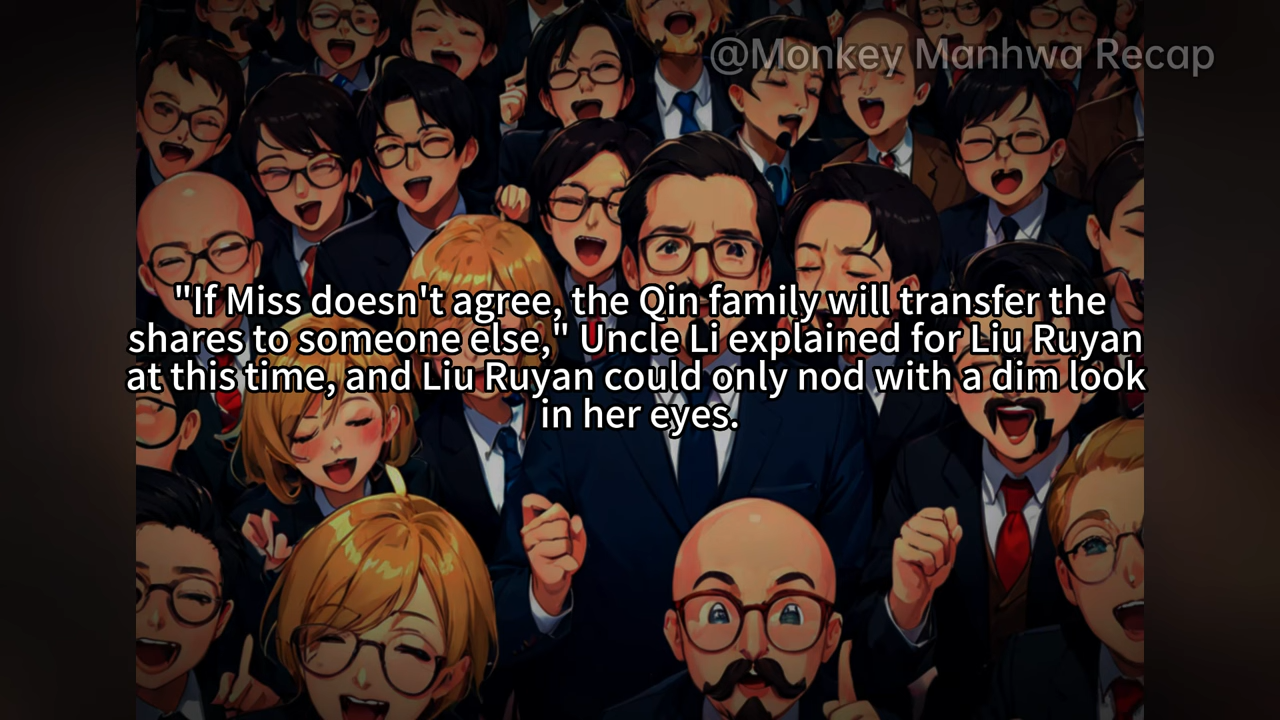 @Monkey Manhwa Recap
"If Miss doesn't agree, the Qin family will transfer the
shares to someone else," Uncle Li explained for Liu Ruyan
at this time, and Liu Ruyan could only nod with a dim look
in her eyes.